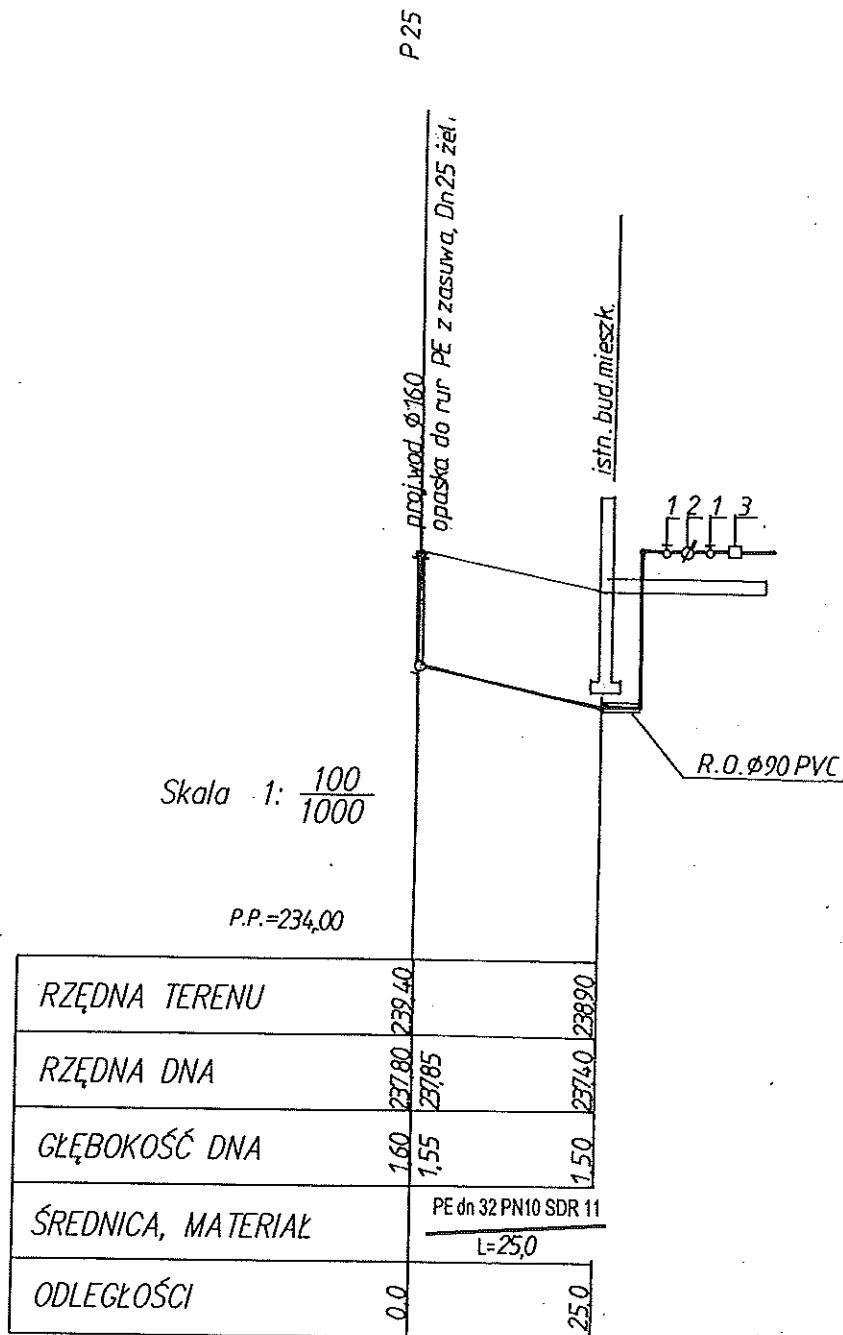 P25
proj.wod Ø160
opaska do rur PE z zasuwa, Dn25 żel.
istn. bud.mieszk.
1 2 1 3
R.O.Ø90 PVC
Skala 1: 100
1000
P.P.=234,00
RZĘDNA TERENU 239.40 238.90
RZĘDNA DNA 237.80 237,85 237.40
GŁĘBOKOŚĆ DNA 1.60 1,55 1.50
ŚREDNICA, MATERIAŁ PE dn 32 PN10 SDR 11
L=25,0
ODLEGŁOŚCI 0.0 25.0